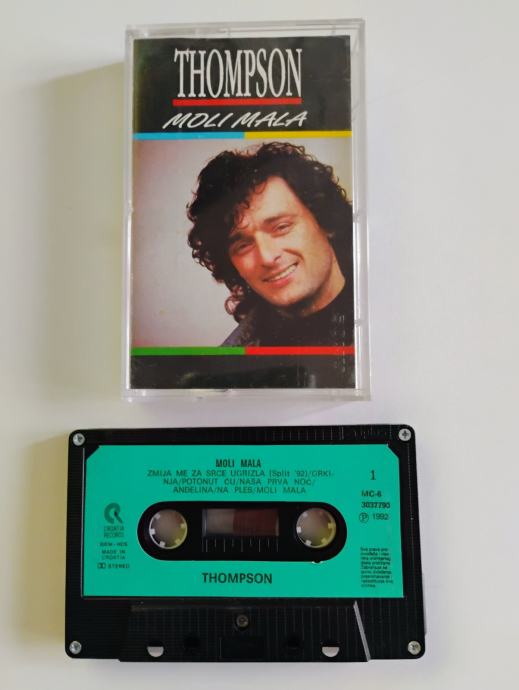 THOMPSON
MOLI MALA
MOLI MALA
ZMIJA ME ZA SRCE UGRIZLA (Split '92)/GRKI-
NJA/POTONUT ĆU/NAŠA PRVA NOĆ/
ANĐELINA/NA PLES/MOLI MALA
1
MC-6
3037790
Ⓟ 1992
CROATIA
RECORDS
MADE IN
CROATIA
STEREO
THOMPSON